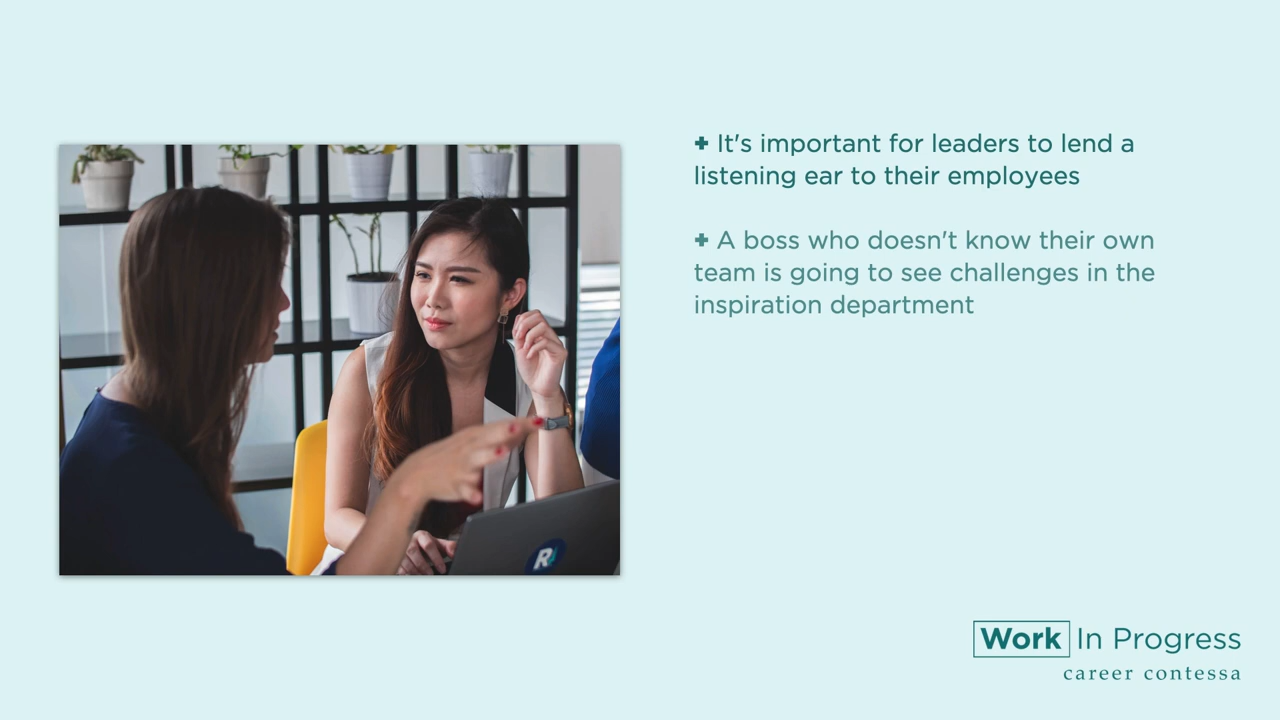 + It's important for leaders to lend a
listening ear to their employees
+ A boss who doesn't know their own
team is going to see challenges in the
inspiration department
R
Work In Progress
career contessa